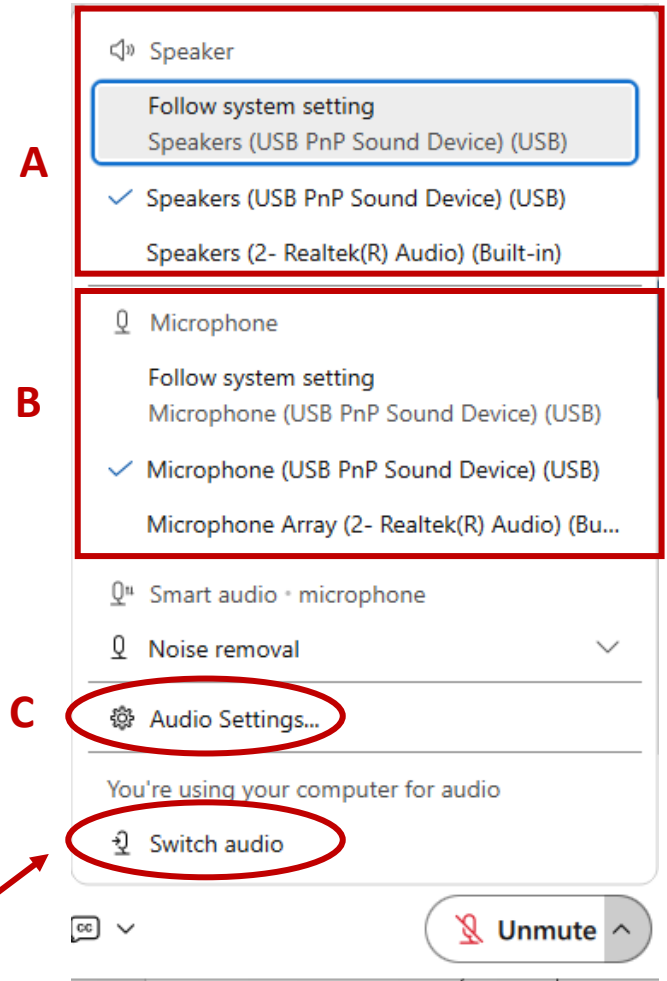 Speaker
Follow system setting
Speakers (USB PnP Sound Device) (USB)
A
Speakers (USB PnP Sound Device) (USB)
Speakers (2- Realtek(R) Audio) (Built-in)
Microphone
Follow system setting
B
Microphone (USB PnP Sound Device) (USB)
Microphone (USB PnP Sound Device) (USB)
Microphone Array (2- Realtek(R) Audio) (Bu...
Smart audio • microphone
Noise removal
C
Audio Settings...
You're using your computer for audio
Switch audio
CC
Unmute